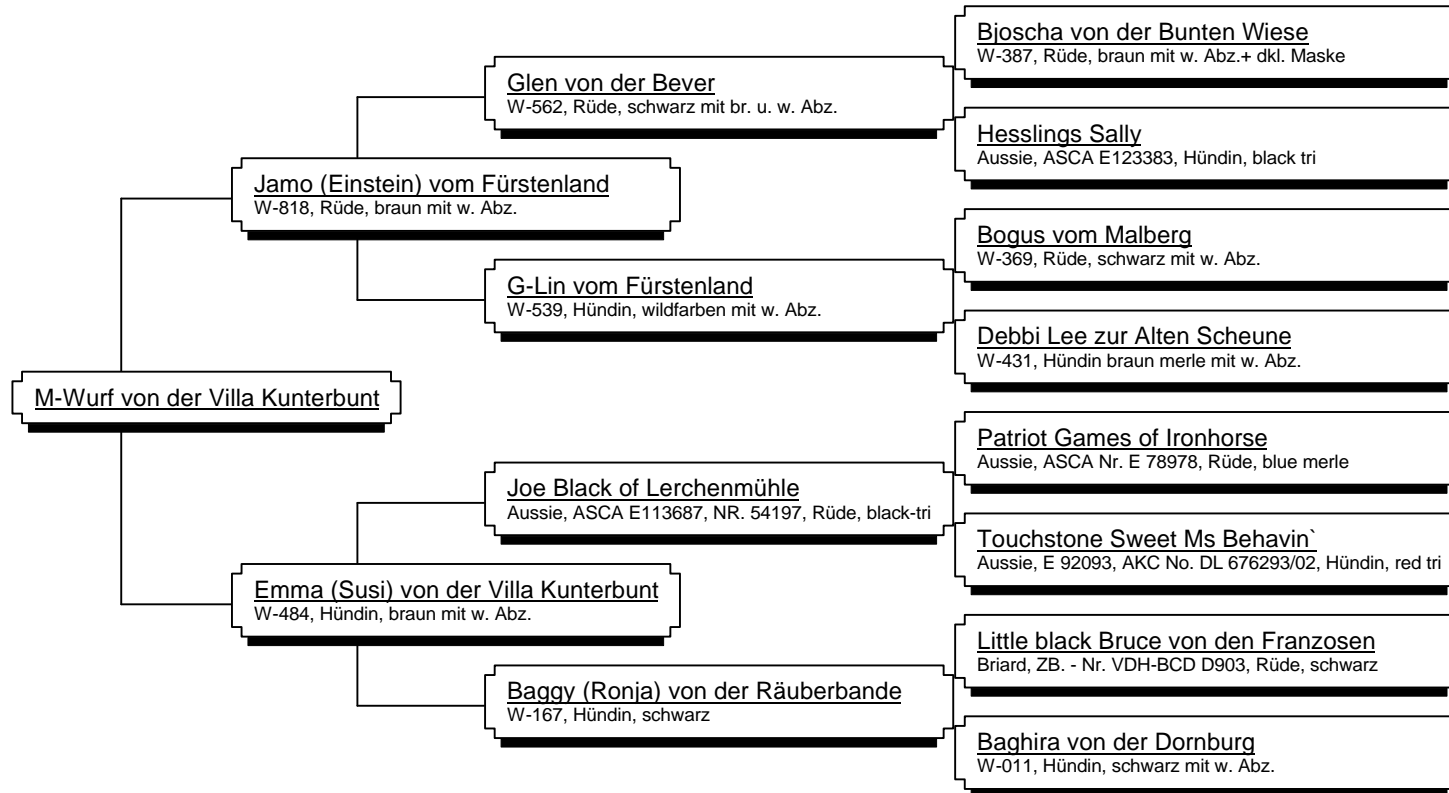 Bjoscha von der Bunten Wiese
W-387, Rüde, braun mit w. Abz.+ dkl. Maske
Glen von der Bever
W-562, Rüde, schwarz mit br. u. w. Abz.
Hesslings Sally
Aussie, ASCA E123383, Hündin, black tri
Jamo (Einstein) vom Fürstenland
W-818, Rüde, braun mit w. Abz.
Bogus vom Malberg
W-369, Rüde, schwarz mit w. Abz.
G-Lin vom Fürstenland
W-539, Hündin, wildfarben mit w. Abz.
Debbi Lee zur Alten Scheune
W-431, Hündin braun merle mit w. Abz.
M-Wurf von der Villa Kunterbunt
Patriot Games of Ironhorse
Aussie, ASCA Nr. E 78978, Rüde, blue merle
Joe Black of Lerchenmühle
Aussie, ASCA E113687, NR. 54197, Rüde, black-tri
Touchstone Sweet Ms Behavin`
Aussie, E 92093, AKC No. DL 676293/02, Hündin, red tri
Emma (Susi) von der Villa Kunterbunt
W-484, Hündin, braun mit w. Abz.
Little black Bruce von den Franzosen
Briard, ZB. - Nr. VDH-BCD D903, Rüde, schwarz
Baggy (Ronja) von der Räuberbande
W-167, Hündin, schwarz
Baghira von der Dornburg
W-011, Hündin, schwarz mit w. Abz.